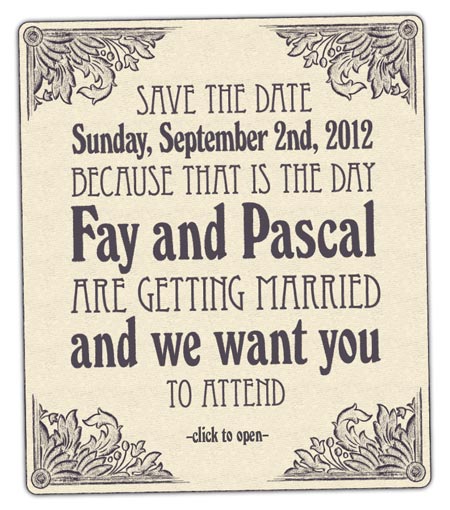 SAVE THE DATE
Sunday, September 2nd, 2012
BECAUSE THAT IS THE DAY
Fay and Pascal
ARE GETTING MARRIED
and we want you
TO ATTEND
–click to open–